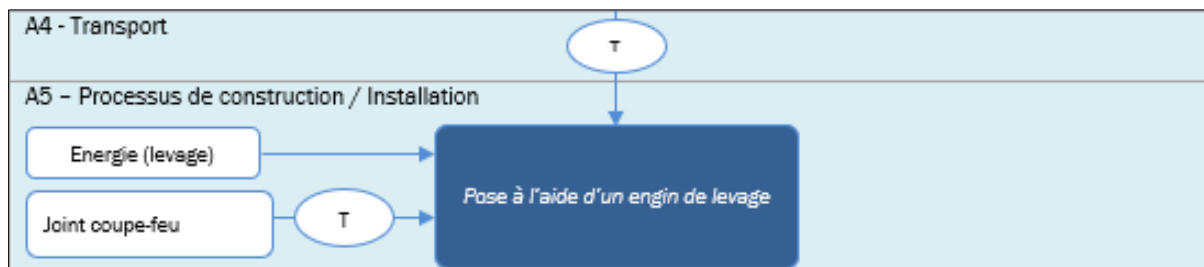 A4 - Transport
T
A5 – Processus de construction / Installation
Energie (levage)
Pose à l'aide d'un engin de levage
Joint coupe-feu
T